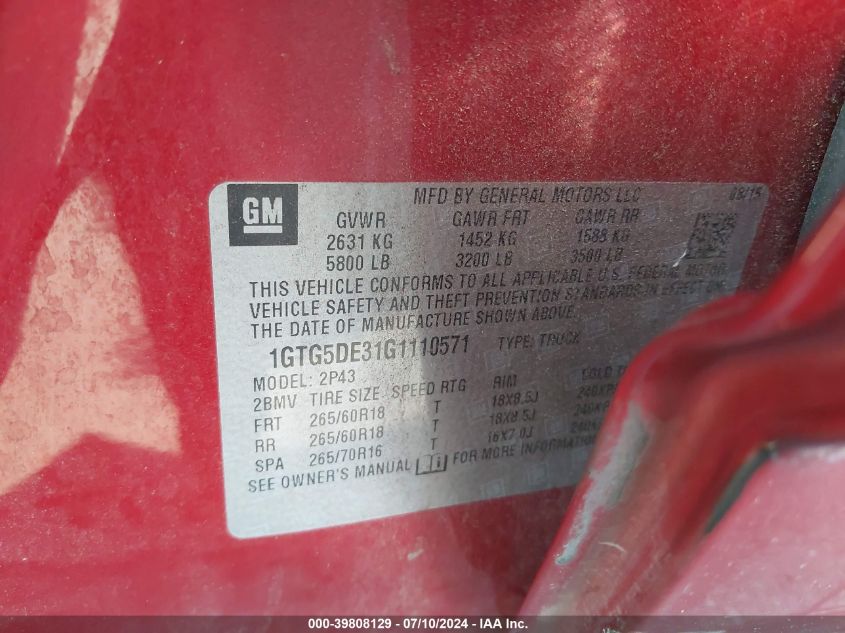 MFD BY GENERAL MOTORS LLC 08/15
GM
GVWR GAWR FRT GAWR RR
2631 KG 1452 KG 1588 KG
5800 LB 3200 LB 3500 LB
THIS VEHICLE CONFORMS TO ALL APPLICABLE U.S. FEDERAL MOTOR
VEHICLE SAFETY AND THEFT PREVENTION STANDARDS IN EFFECT ON
THE DATE OF MANUFACTURE SHOWN ABOVE.
1GTG5DE31G1110571 TYPE: TRUCK
MODEL: 2P43
2BMV TIRE SIZE SPEED RTG RIM COLD
FRT 265/60R18 T 18X8.5J
RR 265/60R18 T 18X8.5J
SPA 265/70R16 T 16X7.0J
SEE OWNER'S MANUAL FOR MORE INFORMATION
000-39808129 - 07/10/2024 - IAA Inc.